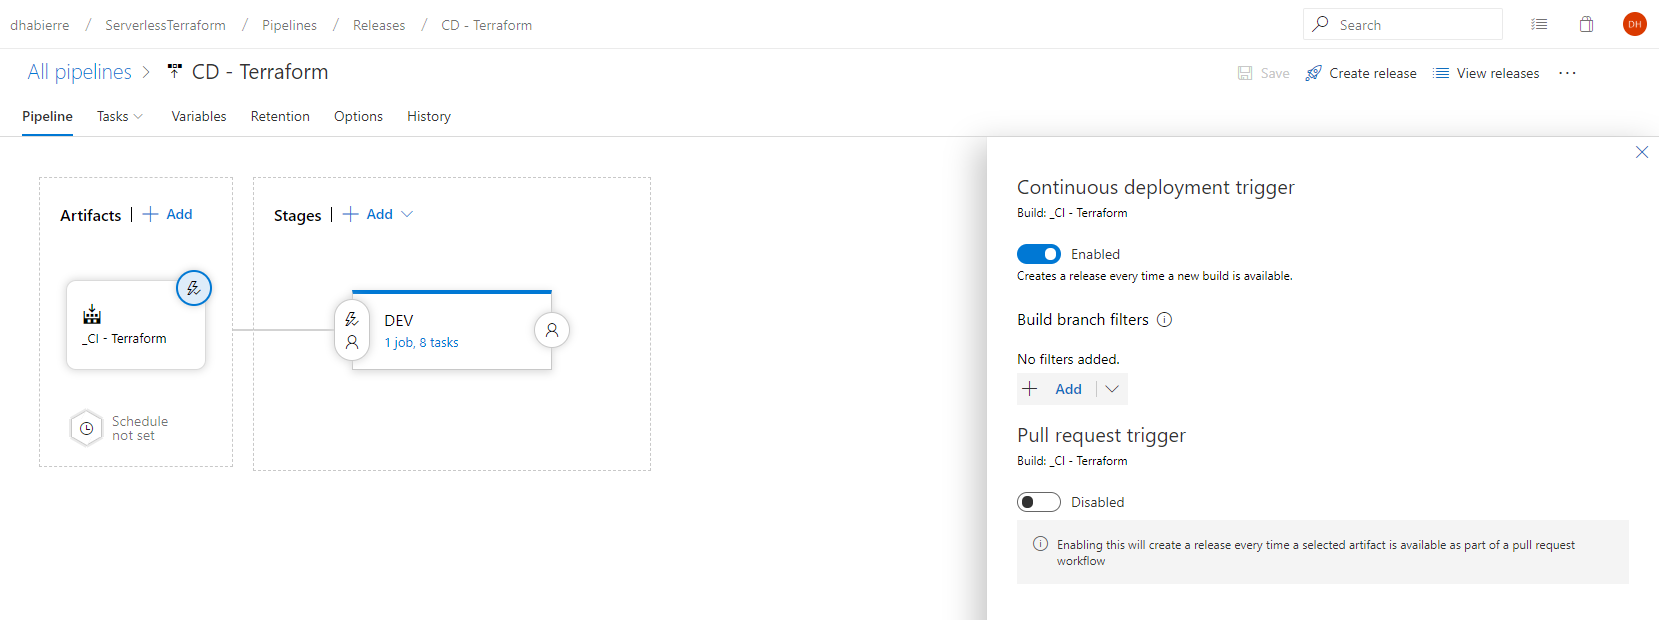 dhabierre / ServerlessTerraform / Pipelines / Releases / CD - Terraform
Search
DH
All pipelines > CD - Terraform
Save
Create release
View releases
...
Pipeline
Tasks
Variables
Retention
Options
History
Artifacts | + Add
_CI - Terraform
Schedule
not set
Stages | + Add
DEV
1 job, 8 tasks
Continuous deployment trigger
Build: _CI - Terraform
Enabled
Creates a release every time a new build is available.
Build branch filters
No filters added.
+ Add
Pull request trigger
Build: _CI - Terraform
Disabled
Enabling this will create a release every time a selected artifact is available as part of a pull request
workflow